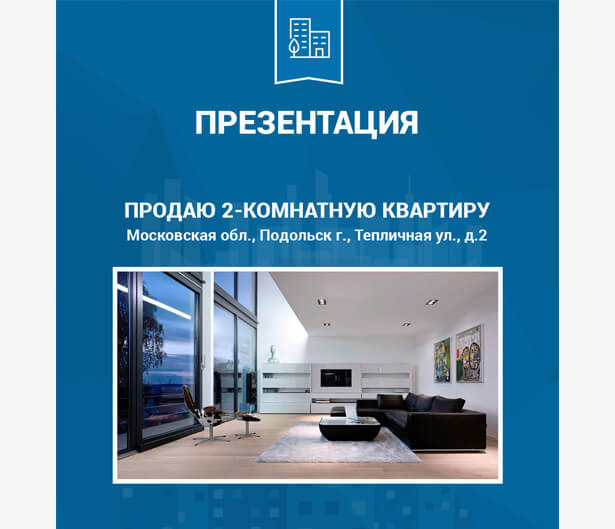 ПРЕЗЕНТАЦИЯ
ПРОДАЮ 2-КОМНАТНУЮ КВАРТИРУ
Московская обл., Подольск г., Тепличная ул., д.2